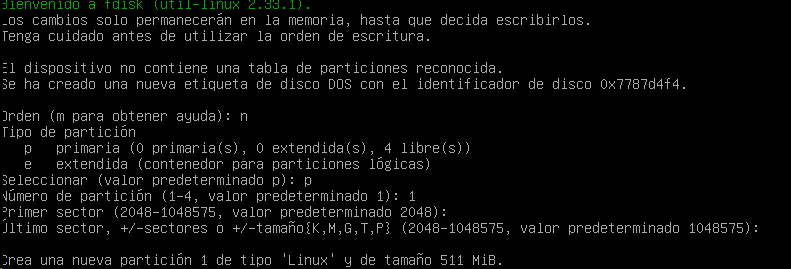 Bienvenido a fdisk (util-linux 2.33.1).
Los cambios solo permanecerán en la memoria, hasta que decida escribirlos.
Tenga cuidado antes de utilizar la orden de escritura.
El dispositivo no contiene una tabla de particiones reconocida.
Se ha creado una nueva etiqueta de disco DOS con el identificador de disco 0x7787d4f4.
Orden (m para obtener ayuda): n
Tipo de partición
p primaria (0 primaria(s), 0 extendida(s), 4 libre(s))
e extendida (contenedor para particiones lógicas)
Seleccionar (valor predeterminado p): p
Número de partición (1-4, valor predeterminado 1): 1
Primer sector (2048-1048575, valor predeterminado 2048):
Último sector, +/-sectores o +/-tamaño{K,M,G,T,P} (2048-1048575, valor predeterminado 1048575):
Crea una nueva partición 1 de tipo 'Linux' y de tamaño 511 MiB.